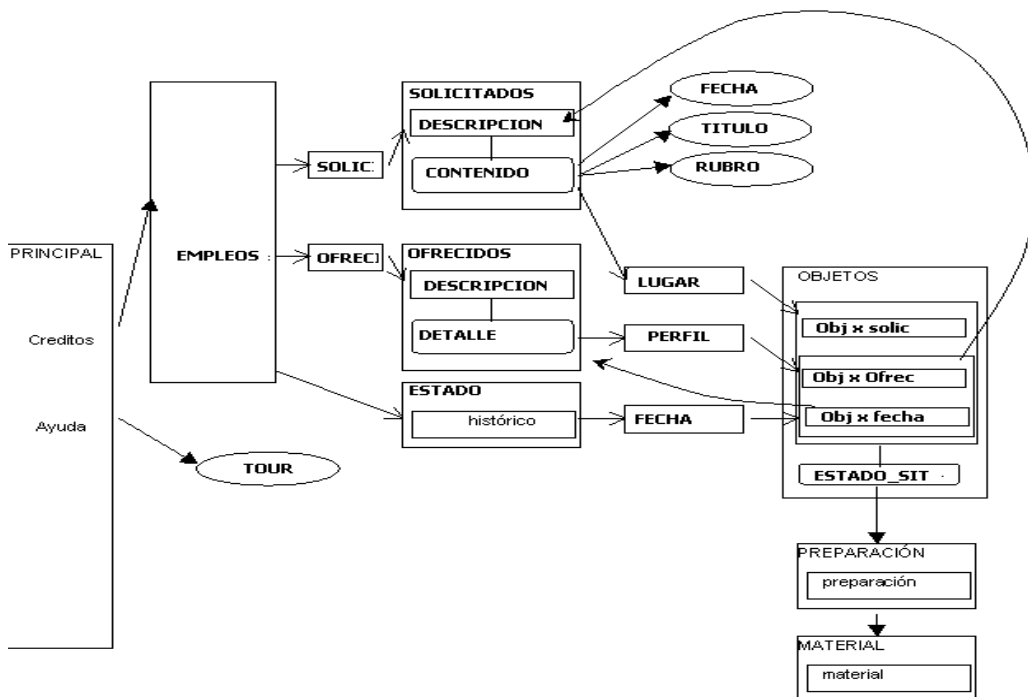 PRINCIPAL
Creditos
Ayuda
EMPLEOS
TOUR
SOLIC:
OFREC
SOLICITADOS
DESCRIPCION
CONTENIDO
OFRECIDOS
DESCRIPCION
DETALLE
ESTADO
histórico
FECHA
TITULO
RUBRO
LUGAR
PERFIL
FECHA
OBJETOS
Obj x solic
Obj x Ofrec
Obj x fecha
ESTADO_SIT
PREPARACIÓN
preparación
MATERIAL
material